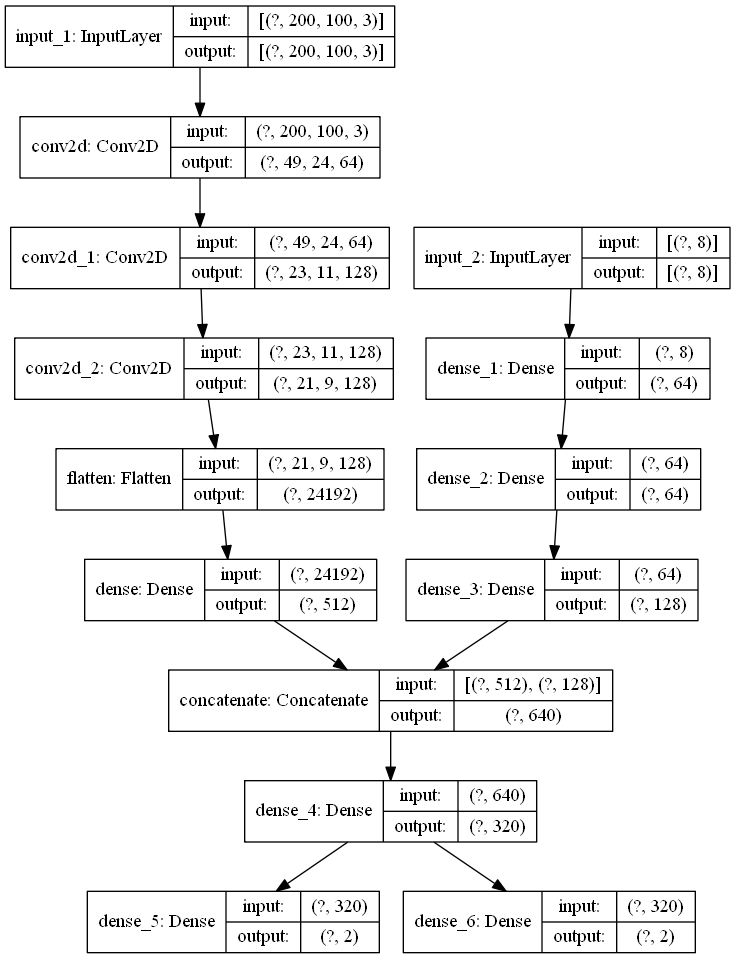 input_1: InputLayer
input: [(?, 200, 100, 3)]
output: [(?, 200, 100, 3)]
conv2d: Conv2D
input: (?, 200, 100, 3)
output: (?, 49, 24, 64)
conv2d_1: Conv2D
input: (?, 49, 24, 64)
output: (?, 23, 11, 128)
input_2: InputLayer
input: [(?, 8)]
output: [(?, 8)]
conv2d_2: Conv2D
input: (?, 23, 11, 128)
output: (?, 21, 9, 128)
dense_1: Dense
input: (?, 8)
output: (?, 64)
flatten: Flatten
input: (?, 21, 9, 128)
output: (?, 24192)
dense_2: Dense
input: (?, 64)
output: (?, 64)
dense: Dense
input: (?, 24192)
output: (?, 512)
dense_3: Dense
input: (?, 64)
output: (?, 128)
concatenate: Concatenate
input: [(?, 512), (?, 128)]
output: (?, 640)
dense_4: Dense
input: (?, 640)
output: (?, 320)
dense_5: Dense
input: (?, 320)
output: (?, 2)
dense_6: Dense
input: (?, 320)
output: (?, 2)